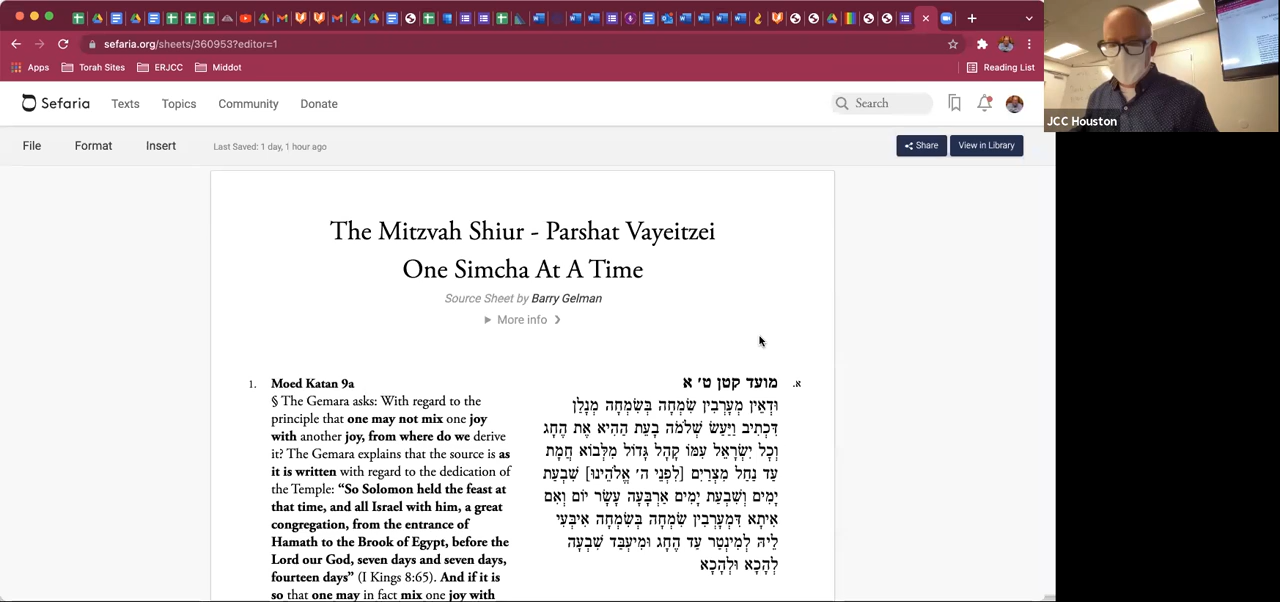 sefaria.org/sheets/360953?editor=1
Apps Torah Sites ERJCC Middot Reading List
Sefaria Texts Topics Community Donate Search
JCC Houston
File Format Insert Last Saved: 1 day, 1 hour ago Share View in Library
The Mitzvah Shiur - Parshat Vayeitzei
One Simcha At A Time
Source Sheet by Barry Gelman
More info
1. Moed Katan 9a
§ The Gemara asks: With regard to the
principle that one may not mix one joy
with another joy, from where do we derive
it? The Gemara explains that the source is as
it is written with regard to the dedication of
the Temple: “So Solomon held the feast at
that time, and all Israel with him, a great
congregation, from the entrance of
Hamath to the Brook of Egypt, before the
Lord our God, seven days and seven days,
fourteen days” (I Kings 8:65). And if it is
so that one may in fact mix one joy with
א. מועד קטן ט׳ א
וּדְאֵין מְעָרְבִין שִׂמְחָה בְּשִׂמְחָה מְנָלַן
דִּכְתִיב וַיַּעַשׂ שְׁלֹמֹה בָעֵת הַהִיא אֶת הֶחָג
וְכׇל יִשְׂרָאֵל עִמּוֹ קָהָל גָּדוֹל מִלְּבוֹא חֲמָת
עַד נַחַל מִצְרַיִם [לִפְנֵי ה׳ אֱלֹהֵינוּ] שִׁבְעַת
יָמִים וְשִׁבְעַת יָמִים אַרְבָּעָה עָשָׂר יוֹם וְאִם
אִיתָא דִּמְעָרְבִין שִׂמְחָה בְּשִׂמְחָה אִיבְּעִי
לֵיהּ לְמִינְטַר עַד הֶחָג וּמִיעְבַּד שִׁבְעָה
לְהָכָא וּלְהָכָא